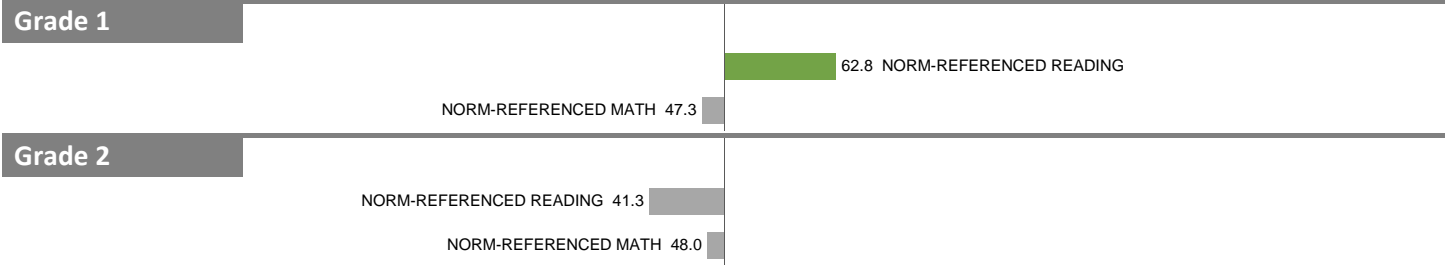 Grade 1
62.8 NORM-REFERENCED READING
NORM-REFERENCED MATH 47.3
Grade 2
NORM-REFERENCED READING 41.3
NORM-REFERENCED MATH 48.0